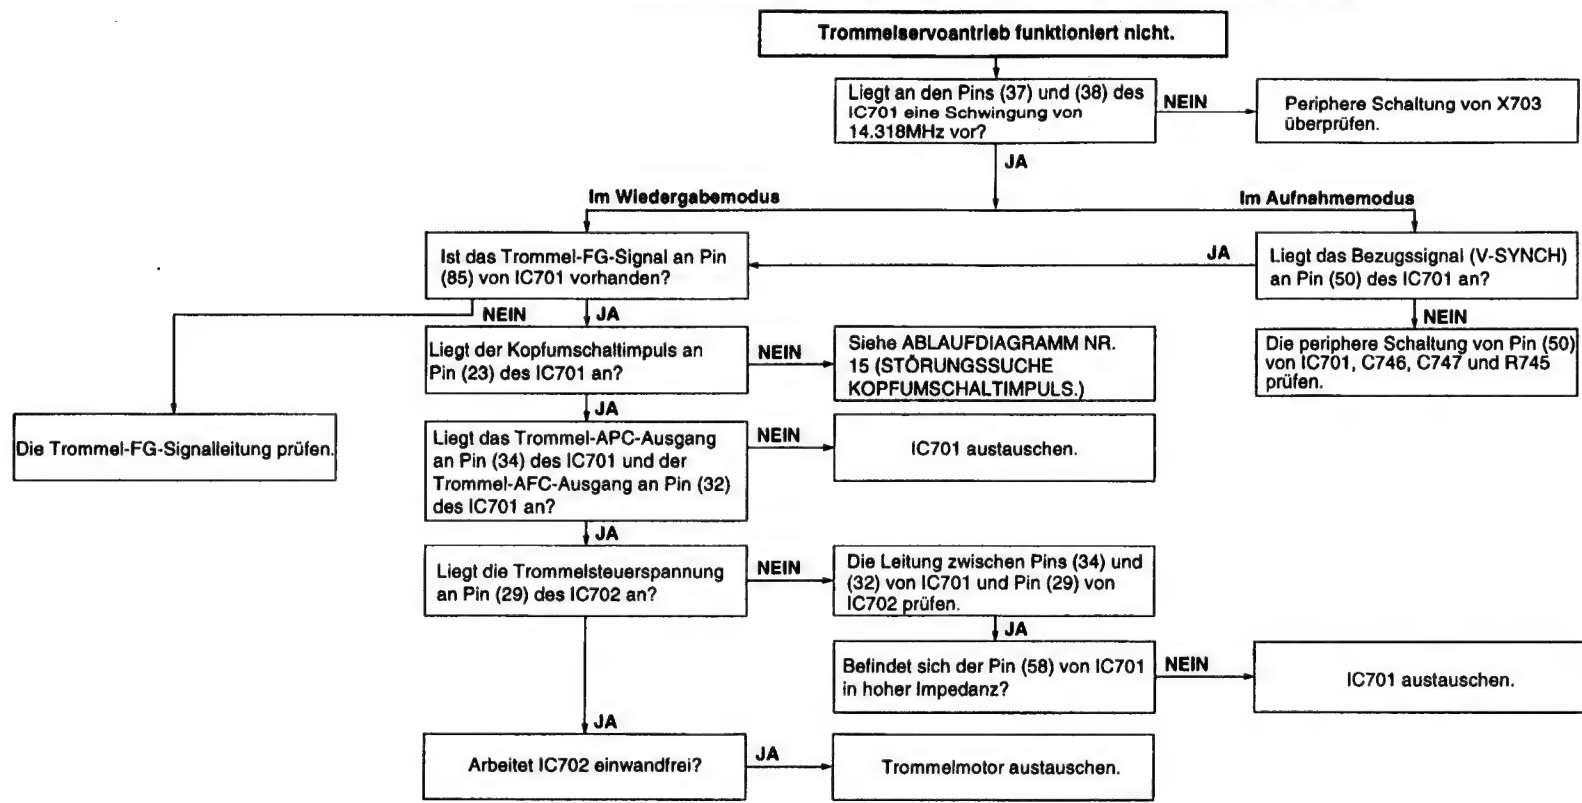 Trommelservoantrieb funktioniert nicht.
Liegt an den Pins (37) und (38) des
IC701 eine Schwingung von
14.318MHz vor?
NEIN
Periphere Schaltung von X703
überprüfen.
JA
Im Wiedergabemodus
Im Aufnahmemodus
Ist das Trommel-FG-Signal an Pin
(85) von IC701 vorhanden?
JA
Liegt das Bezugssignal (V-SYNCH)
an Pin (50) des IC701 an?
NEIN
JA
NEIN
Liegt der Kopfumschaltimpuls an
Pin (23) des IC701 an?
NEIN
Siehe ABLAUFDIAGRAMM NR.
15 (STÖRUNGSSUCHE
KOPFUMSCHALTIMPULS.)
Die periphere Schaltung von Pin (50)
von IC701, C746, C747 und R745
prüfen.
JA
Die Trommel-FG-Signalleitung prüfen.
Liegt das Trommel-APC-Ausgang
an Pin (34) des IC701 und der
Trommel-AFC-Ausgang an Pin (32)
des IC701 an?
NEIN
IC701 austauschen.
JA
Liegt die Trommelsteuerspannung
an Pin (29) des IC702 an?
NEIN
Die Leitung zwischen Pins (34) und
(32) von IC701 und Pin (29) von
IC702 prüfen.
JA
Befindet sich der Pin (58) von IC701
in hoher Impedanz?
NEIN
IC701 austauschen.
JA
Arbeitet IC702 einwandfrei?
JA
Trommelmotor austauschen.